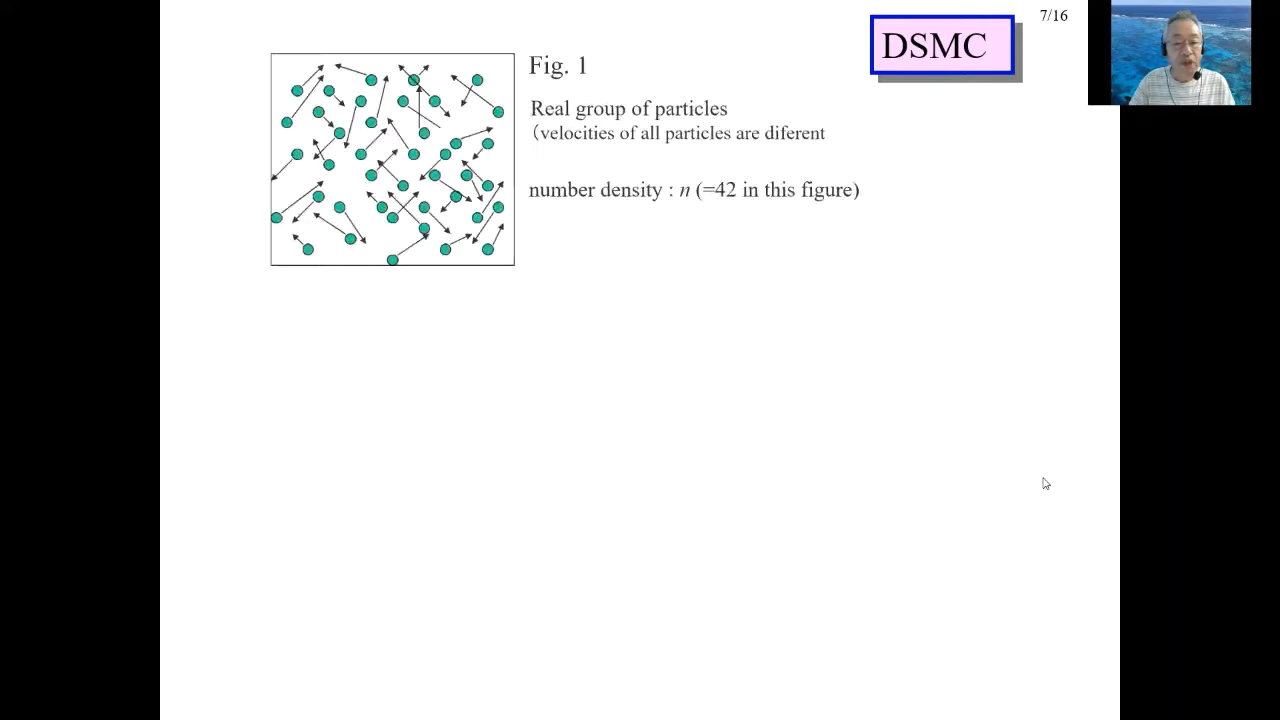 DSMC
7/16
Fig. 1
Real group of particles
（velocities of all particles are diferent
number density : n (=42 in this figure)